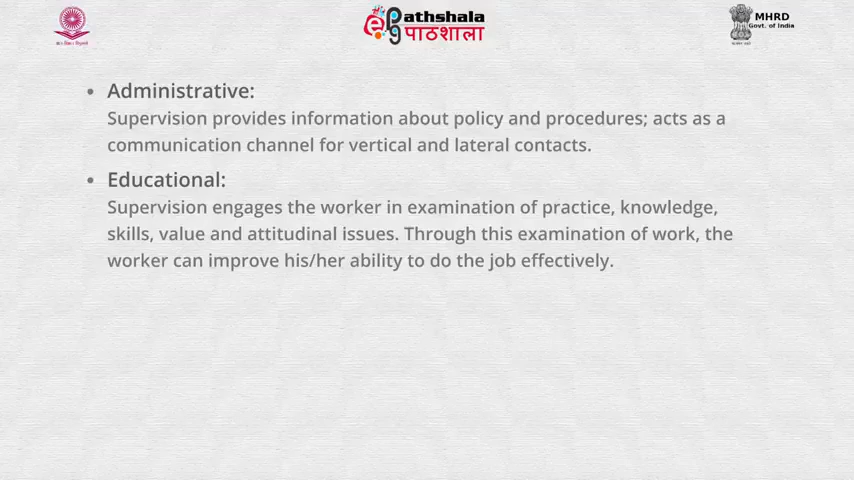 ePathshala
पाठशाला
MHRD
Govt. of India
• Administrative:
Supervision provides information about policy and procedures; acts as a
communication channel for vertical and lateral contacts.
• Educational:
Supervision engages the worker in examination of practice, knowledge,
skills, value and attitudinal issues. Through this examination of work, the
worker can improve his/her ability to do the job effectively.